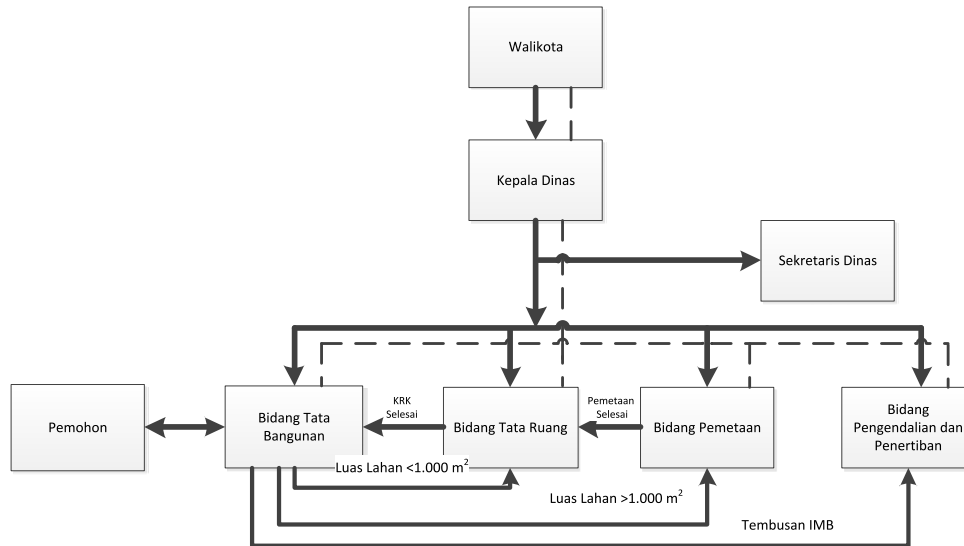 Walikota
Kepala Dinas
Sekretaris Dinas
Pemohon
Bidang Tata
Bangunan
KRK
Selesai
Bidang Tata Ruang
Pemetaan
Selesai
Bidang Pemetaan
Bidang
Pengendalian dan
Penertiban
Luas Lahan <1.000 m²
Luas Lahan >1.000 m²
Tembusan IMB